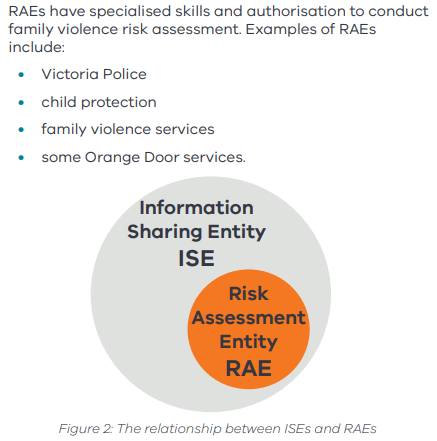 RAEs have specialised skills and authorisation to conduct
family violence risk assessment. Examples of RAEs
include:
• Victoria Police
• child protection
• family violence services
• some Orange Door services.
Information
Sharing Entity
ISE
Risk
Assessment
Entity
RAE
Figure 2: The relationship between ISEs and RAEs